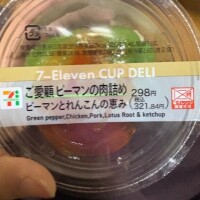 7-Eleven CUP DELI
ご愛顧 ピーマンの肉詰め 298円
ピーマンとれんこんの恵み 税込 321.84円
Green pepper,Chicken,Pork,Lotus Root & ketchup